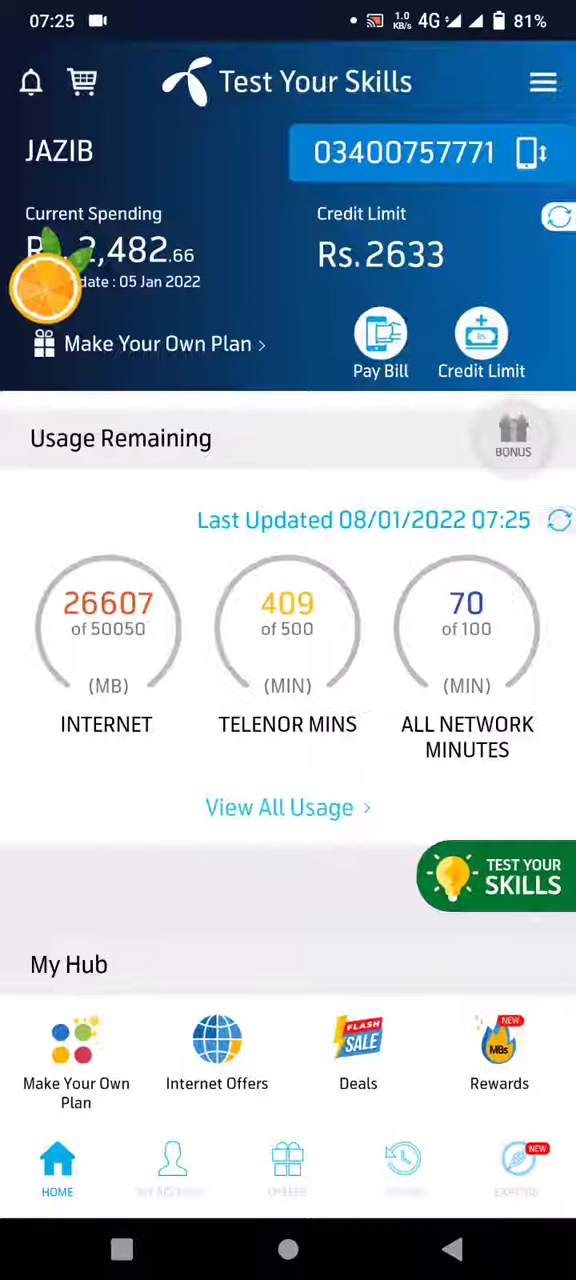 07:25
1.0 KB/s 4G 81%
Test Your Skills
JAZIB
03400757771
Current Spending
Credit Limit
2,482.66
Rs.2633
date : 05 Jan 2022
Make Your Own Plan >
Pay Bill
Credit Limit
Usage Remaining
BONUS
Last Updated 08/01/2022 07:25
26607
of 50050
(MB)
INTERNET
409
of 500
(MIN)
TELENOR MINS
70
of 100
(MIN)
ALL NETWORK
MINUTES
View All Usage >
TEST YOUR
SKILLS
My Hub
Make Your Own
Plan
Internet Offers
FLASH
SALE
Deals
NEW
MBs
Rewards
HOME
MY ACCOUNT
OFFERS
NEW
EXPLORE